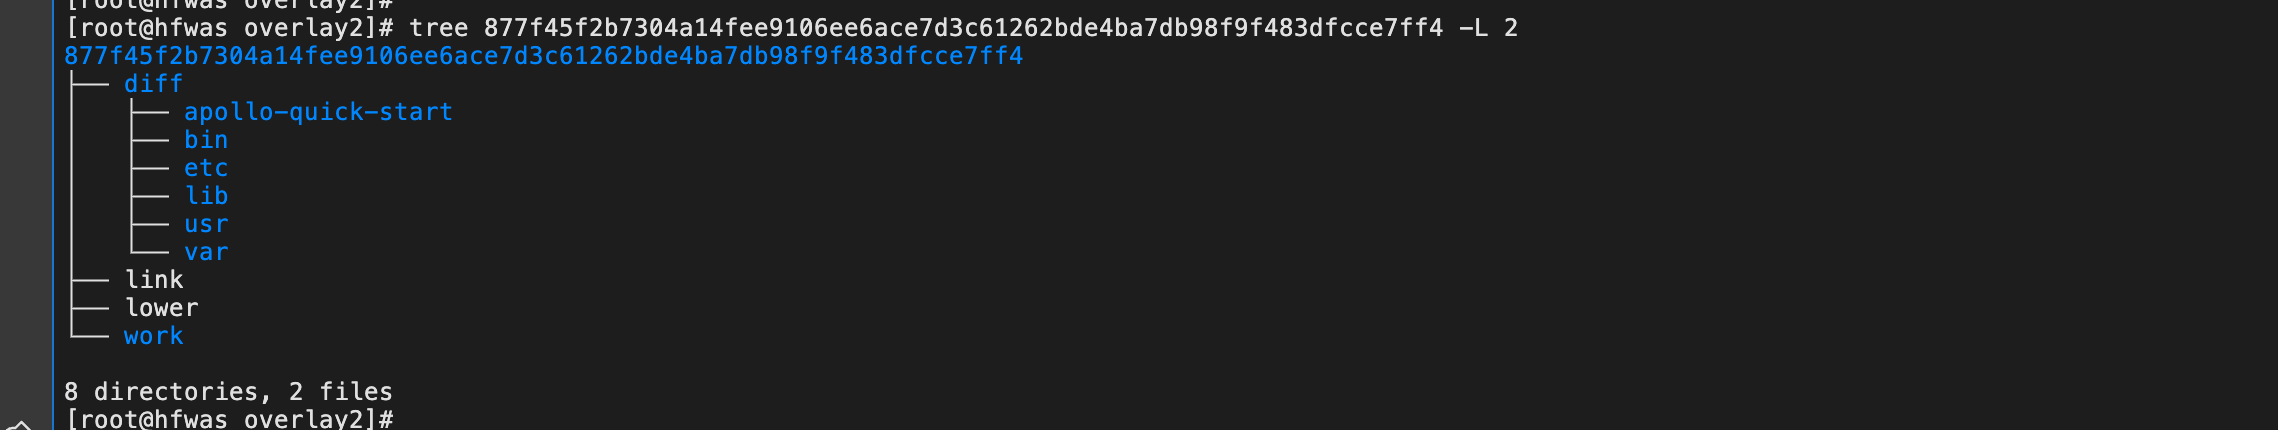 [root@hfwas overlay2]#
[root@hfwas overlay2]# tree 877f45f2b7304a14fee9106ee6ace7d3c61262bde4ba7db98f9f483dfcce7ff4 -L 2
877f45f2b7304a14fee9106ee6ace7d3c61262bde4ba7db98f9f483dfcce7ff4
├── diff
│   ├── apollo-quick-start
│   ├── bin
│   ├── etc
│   ├── lib
│   ├── usr
│   └── var
├── link
├── lower
└── work
8 directories, 2 files
[root@hfwas overlay2]#